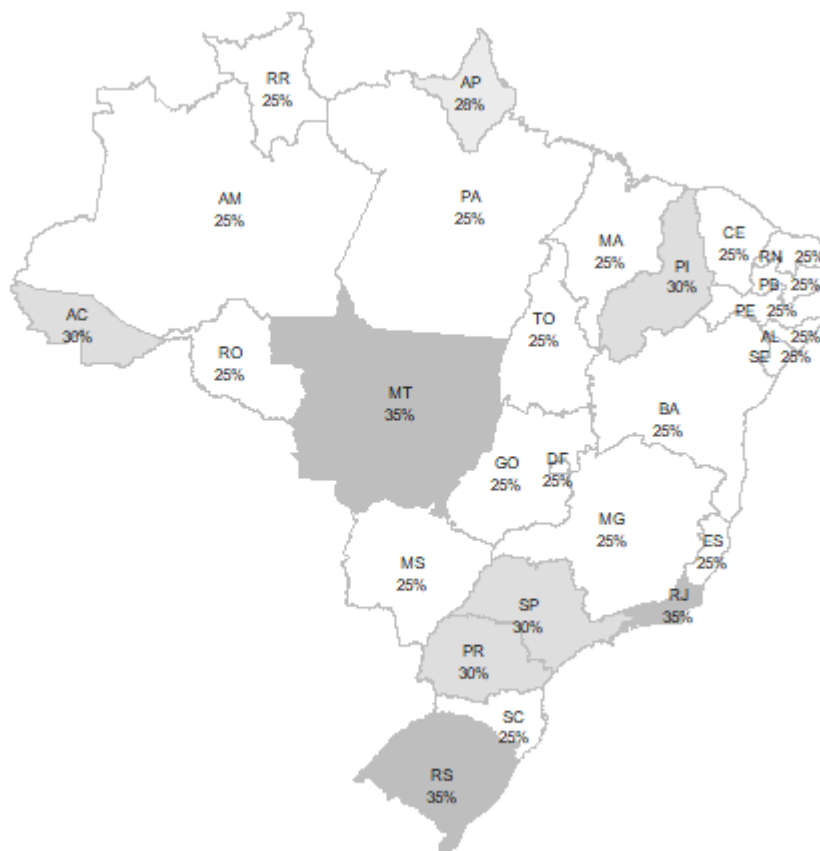 RR
25%
AP
28%
AM
25%
PA
25%
MA
25%
PI
30%
CE
25%
RN 25%
PB 25%
PE 25%
AL 25%
SE 25%
AC
30%
RO
25%
TO
25%
MT
35%
BA
25%
GO
25%
DF
25%
MG
25%
ES
25%
MS
25%
SP
30%
RJ
35%
PR
30%
SC
25%
RS
35%